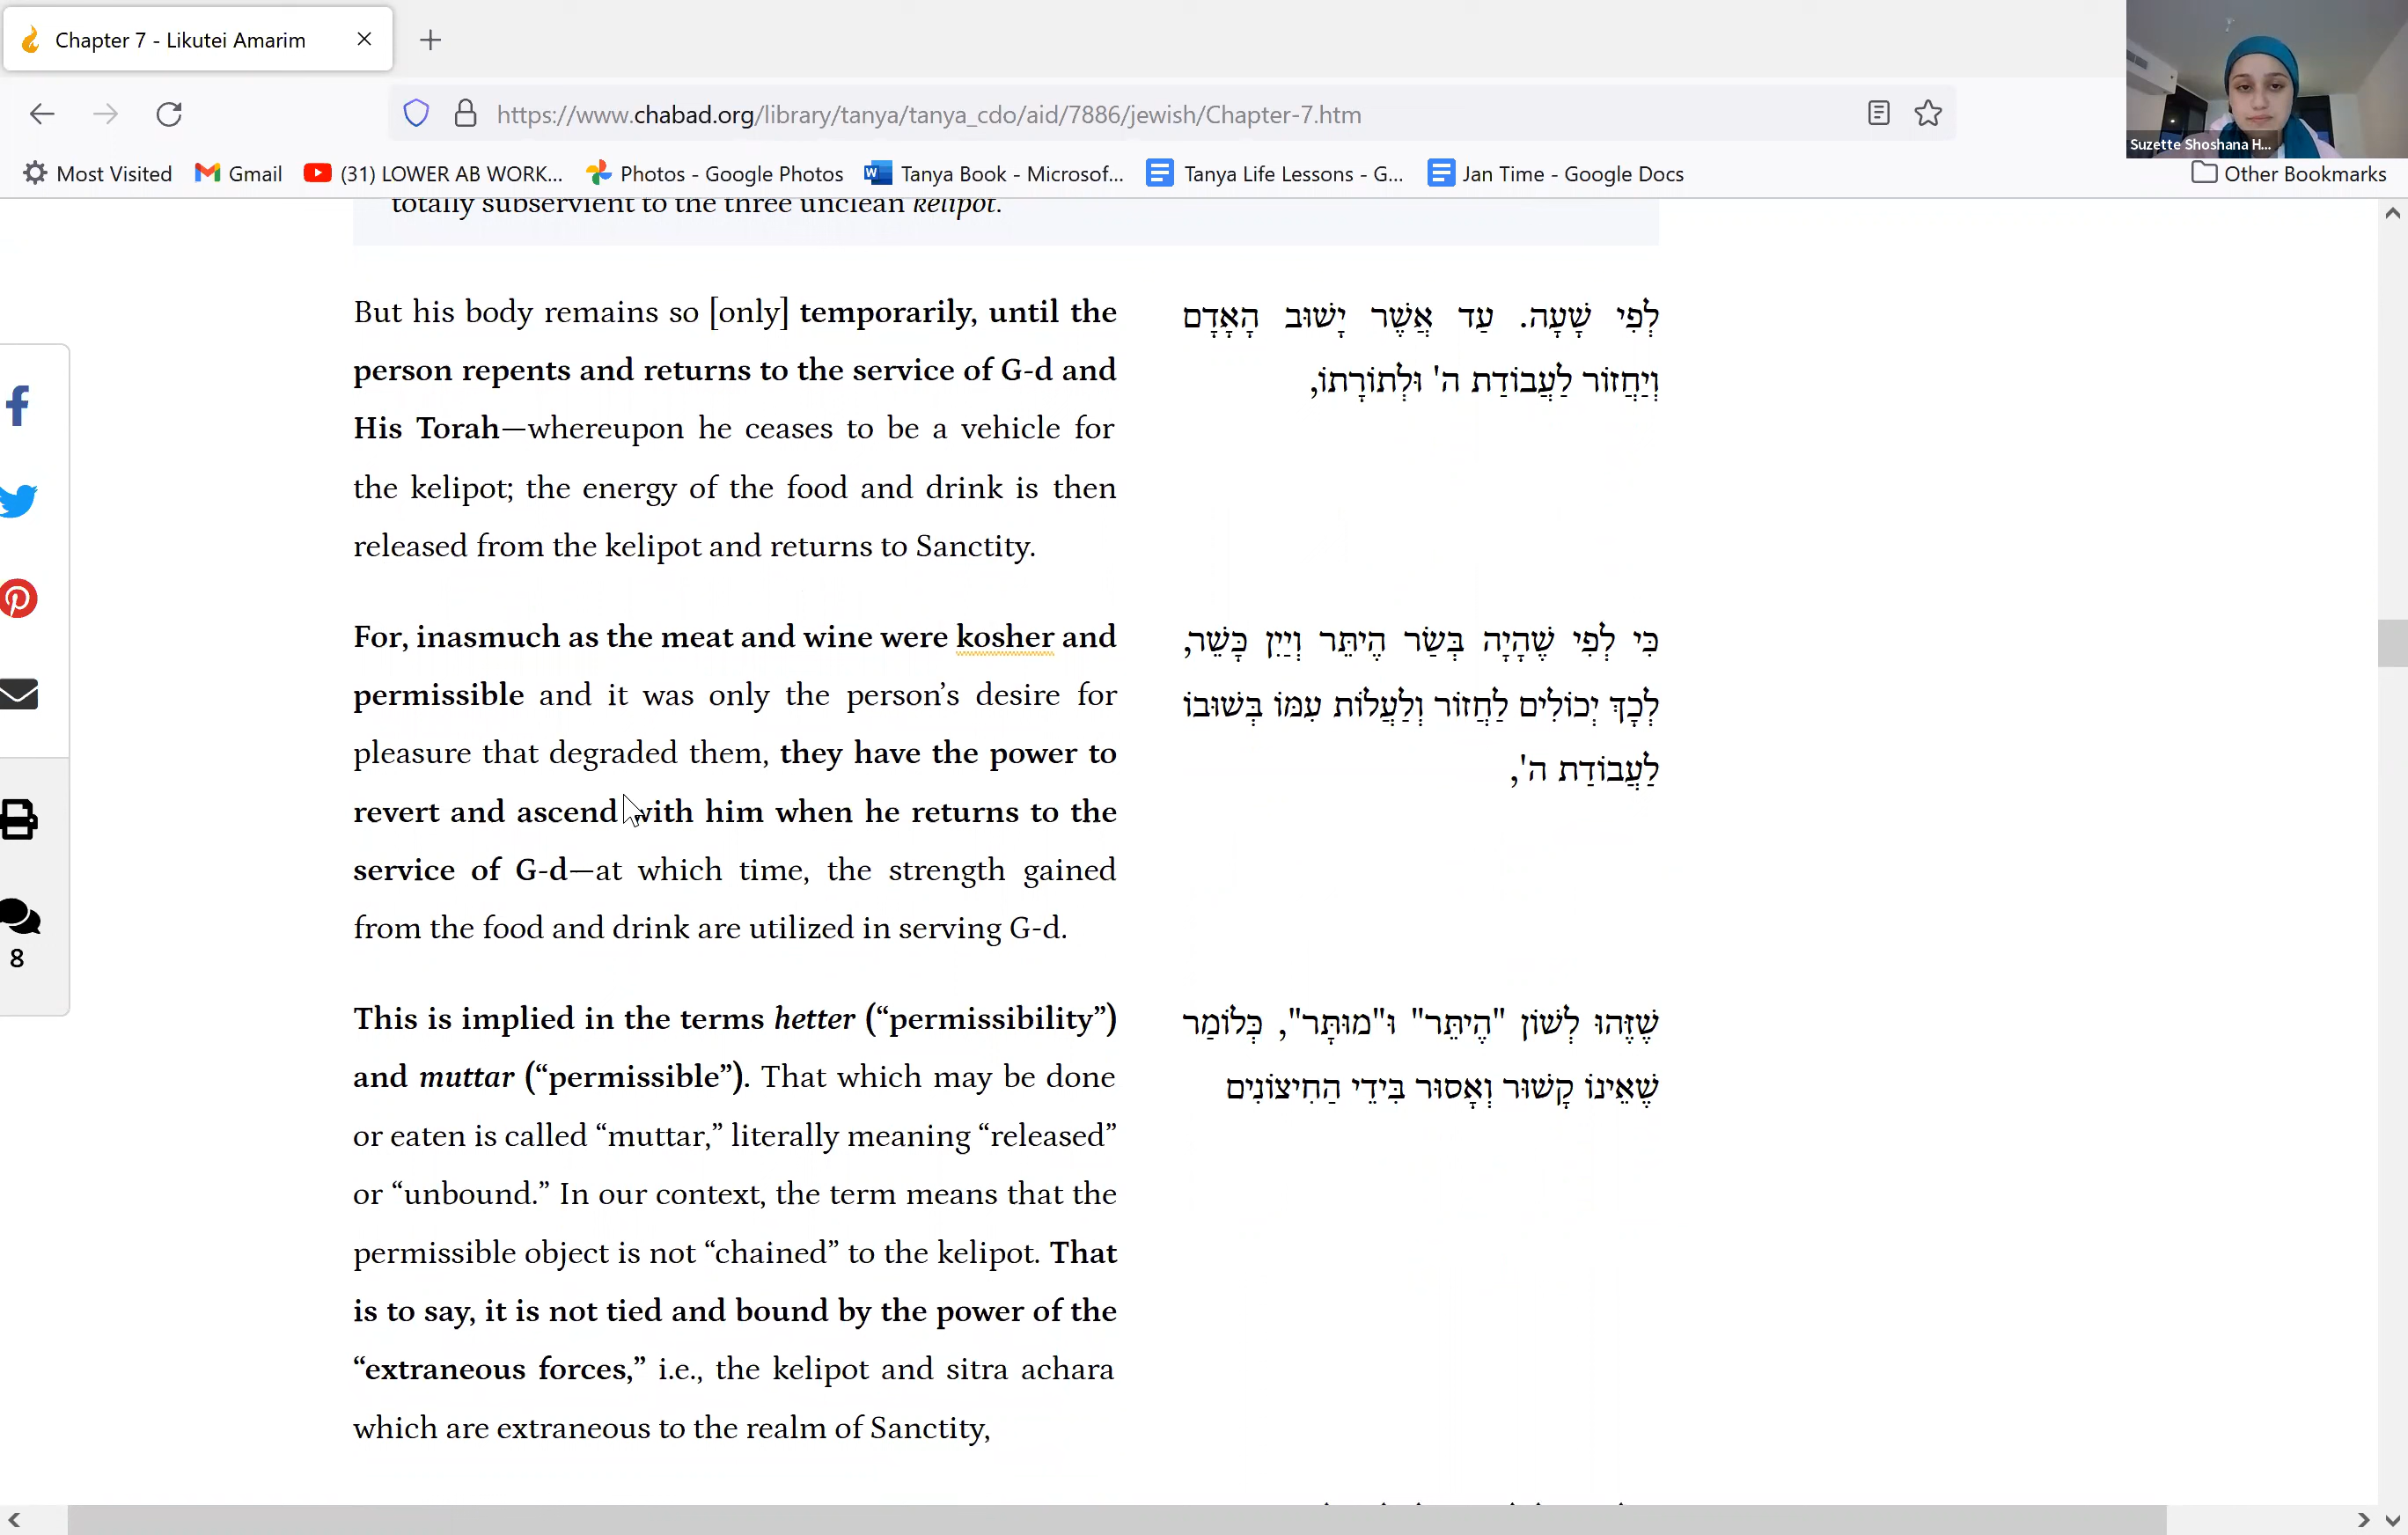 Chapter 7 - Likutei Amarim
https://www.chabad.org/library/tanya/tanya_cdo/aid/7886/jewish/Chapter-7.htm
Suzette Shoshana H...
Most Visited
Gmail
(31) LOWER AB WORK...
Photos - Google Photos
Tanya Book - Microsof...
Tanya Life Lessons - G...
Jan Time - Google Docs
Other Bookmarks
totally subservient to the three unclean kelipot.
But his body remains so [only] temporarily, until the
person repents and returns to the service of G-d and
His Torah—whereupon he ceases to be a vehicle for
the kelipot; the energy of the food and drink is then
released from the kelipot and returns to Sanctity.
לְפִי שָׁעָה. עַד אֲשֶׁר יָשׁוּב הָאָדָם
וְיַחֲזוֹר לַעֲבוֹדַת ה' וּלְתוֹרָתוֹ,
For, inasmuch as the meat and wine were kosher and
permissible and it was only the person’s desire for
pleasure that degraded them, they have the power to
revert and ascend with him when he returns to the
service of G-d—at which time, the strength gained
from the food and drink are utilized in serving G-d.
כִּי לְפִי שֶׁהָיָה בְּשַׂר הֶיתֵּר וְיַיִן כָּשֵׁר,
לְכָךְ יְכוֹלִים לַחֲזוֹר וְלַעֲלוֹת עִמּוֹ בְּשׁוּבוֹ
לַעֲבוֹדַת ה',
This is implied in the terms hetter (“permissibility”)
and muttar (“permissible”). That which may be done
or eaten is called “muttar,” literally meaning “released”
or “unbound.” In our context, the term means that the
permissible object is not “chained” to the kelipot. That
is to say, it is not tied and bound by the power of the
“extraneous forces,” i.e., the kelipot and sitra achara
which are extraneous to the realm of Sanctity,
שֶׁזֶּהוּ לְשׁוֹן "הֶיתֵּר" וּ"מוּתָּר", כְּלוֹמַר
שֶׁאֵינוֹ קָשׁוּר וְאָסוּר בִּידֵי הַחִיצוֹנִים
8